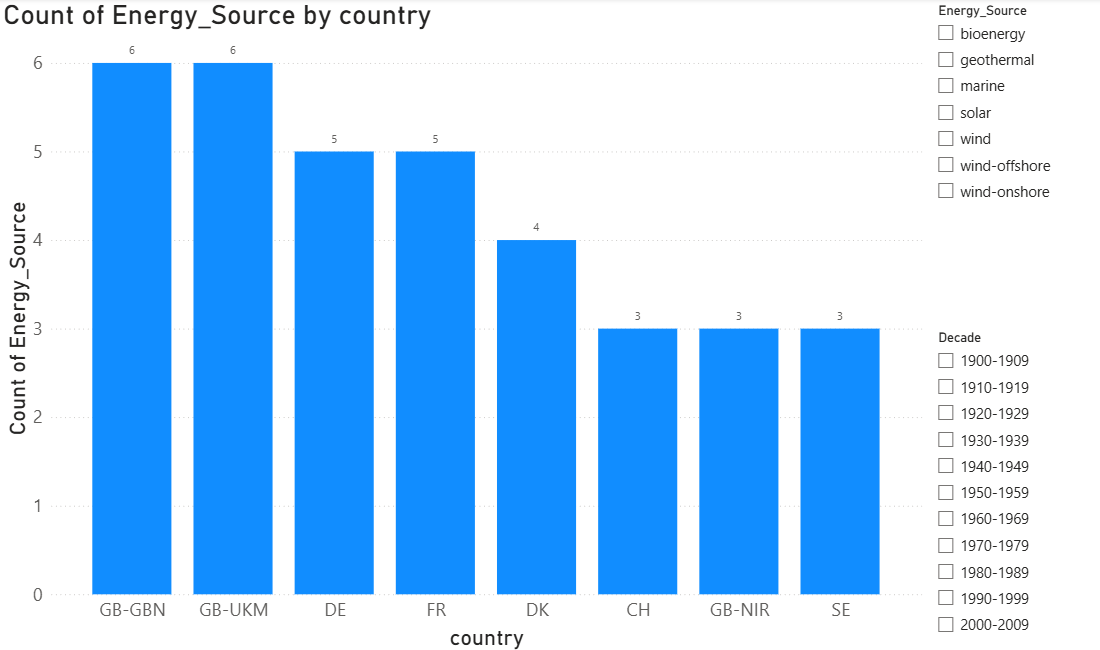 Count of Energy_Source by country
Count of Energy_Source
6
5
4
3
2
1
0
6
6
5
5
4
3
3
3
GB-GBN
GB-UKM
DE
FR
DK
CH
GB-NIR
SE
country
Energy_Source
bioenergy
geothermal
marine
solar
wind
wind-offshore
wind-onshore
Decade
1900-1909
1910-1919
1920-1929
1930-1939
1940-1949
1950-1959
1960-1969
1970-1979
1980-1989
1990-1999
2000-2009